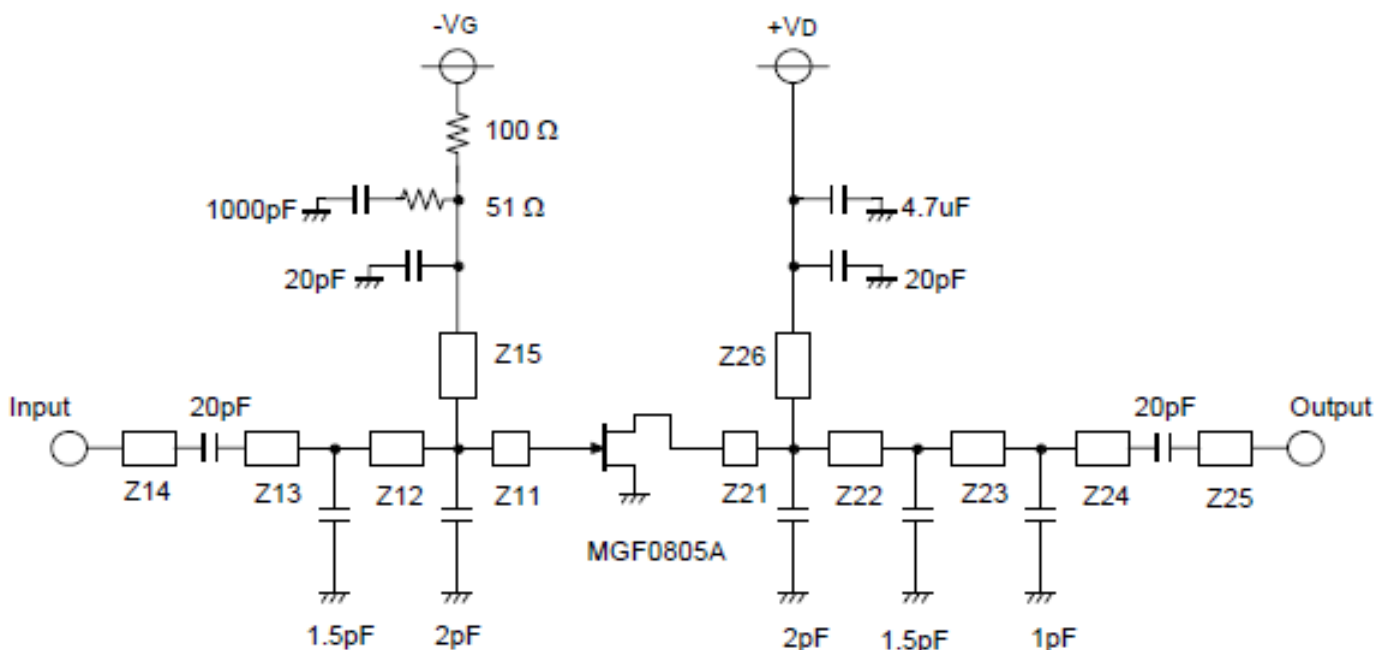 -VG
+VD
100 Ω
1000pF
51 Ω
4.7uF
20pF
20pF
Z15
Z26
Input
20pF
20pF
Output
Z14
Z13
Z12
Z11
Z21
Z22
Z23
Z24
Z25
MGF0805A
1.5pF
2pF
2pF
1.5pF
1pF